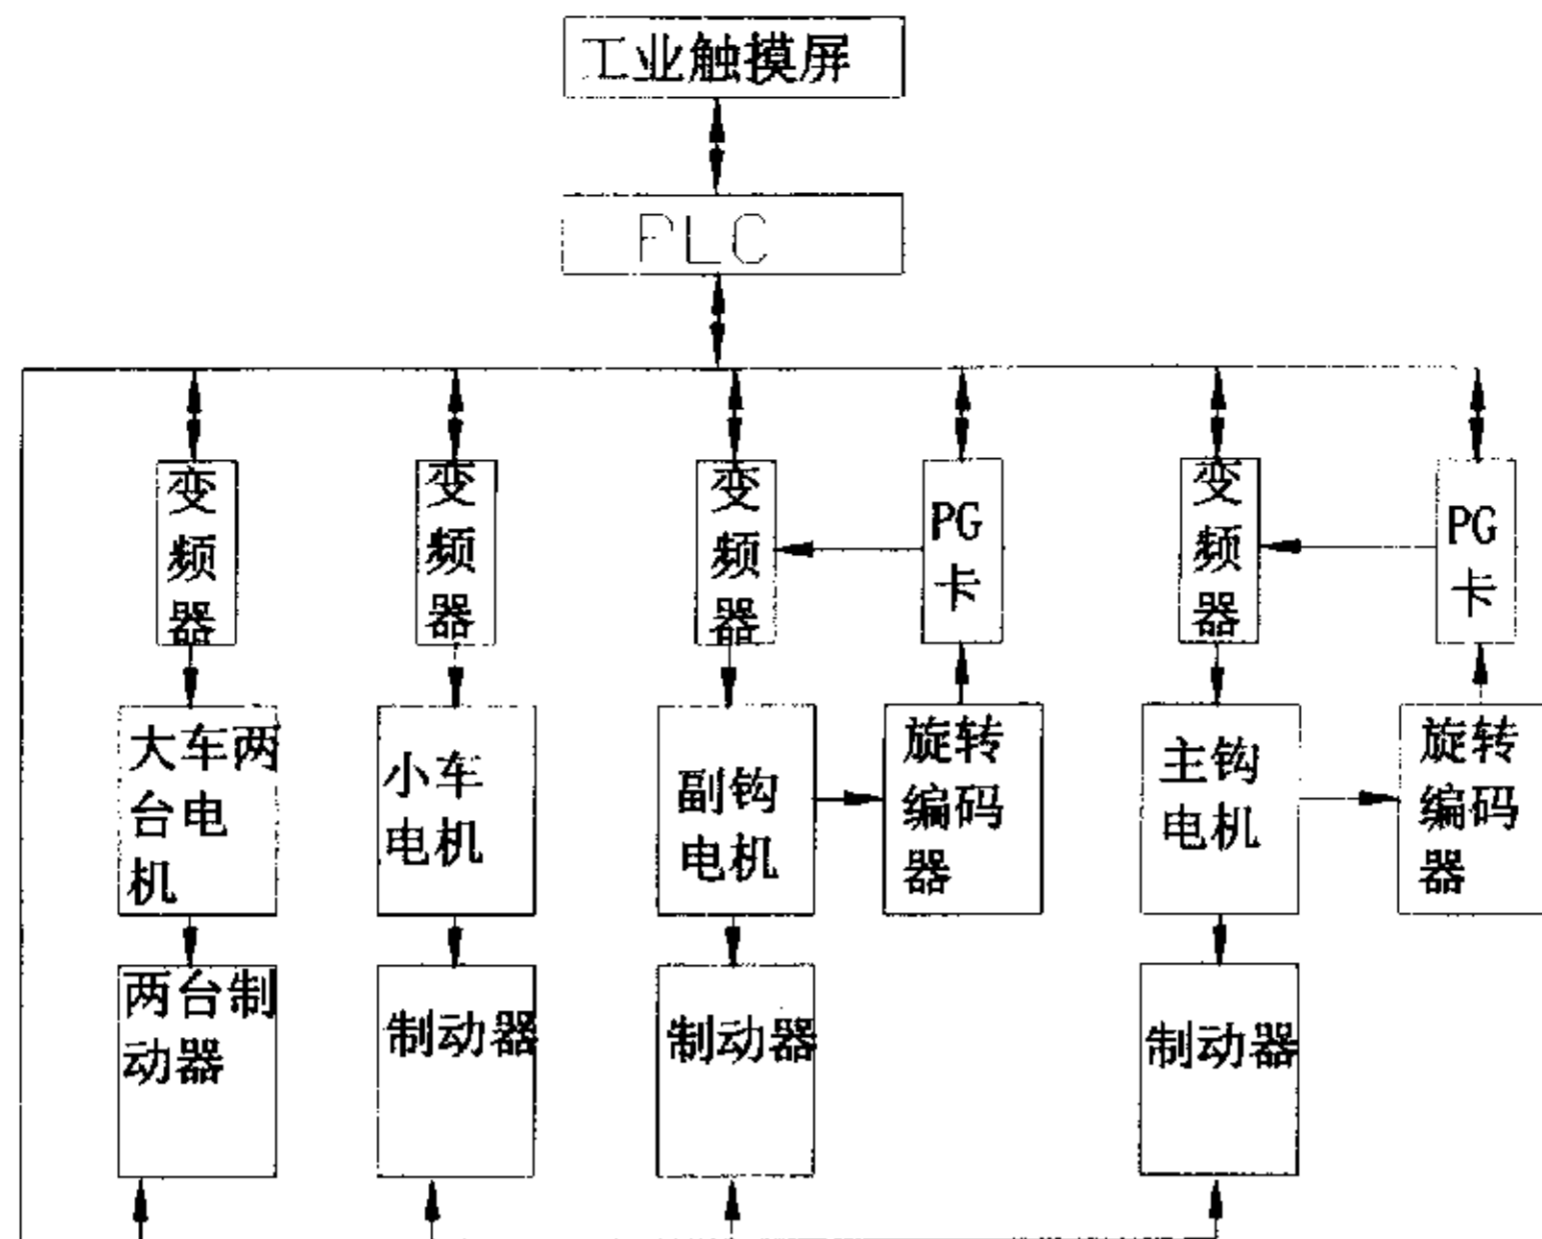 工业触摸屏
PLC
变
频
器
变
频
器
变
频
器
PG
卡
变
频
器
PG
卡
大车两
台电
机
小车
电机
副钩
电机
旋转
编码
器
主钩
电机
旋转
编码
器
两台制
动器
制动器
制动器
制动器